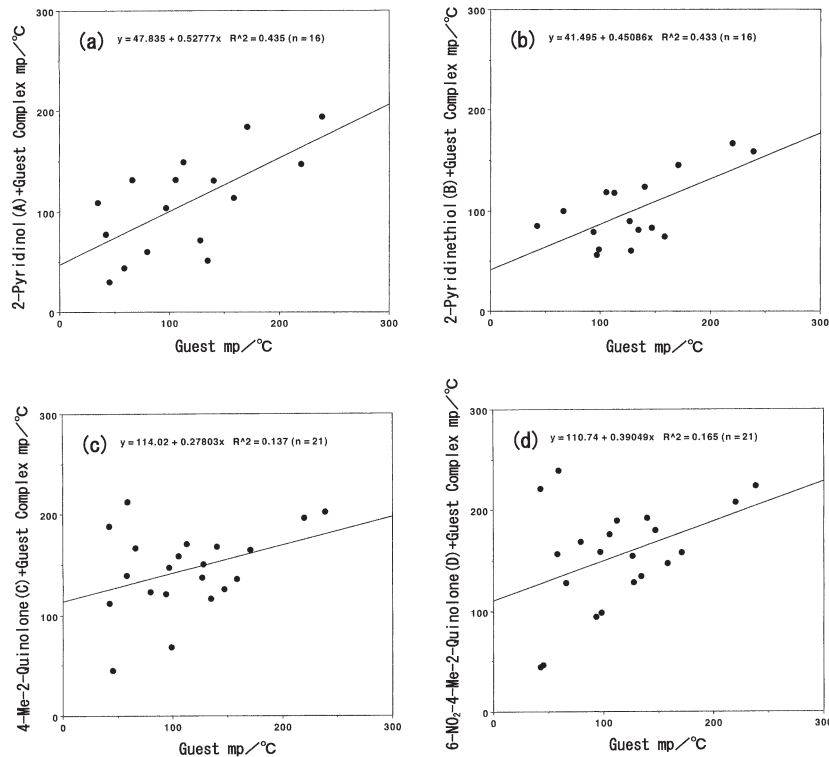 (a) y = 47.835 + 0.52777x R^2 = 0.435 (n = 16)
2-Pyridinol(A)+Guest Complex mp/℃
300
200
100
0
0 100 200 300
Guest mp/℃
(b) y = 41.495 + 0.45086x R^2 = 0.433 (n = 16)
2-Pyridinethiol(B)+Guest Complex mp/℃
300
200
100
0
0 100 200 300
Guest mp/℃
(c) y = 114.02 + 0.27803x R^2 = 0.137 (n = 21)
4-Me-2-Quinolone(C)+Guest Complex mp/℃
300
200
100
0
0 100 200 300
Guest mp/℃
(d) y = 110.74 + 0.39049x R^2 = 0.165 (n = 21)
6-NO₂-4-Me-2-Quinolone(D)+Guest Complex mp/℃
300
200
100
0
0 100 200 300
Guest mp/℃